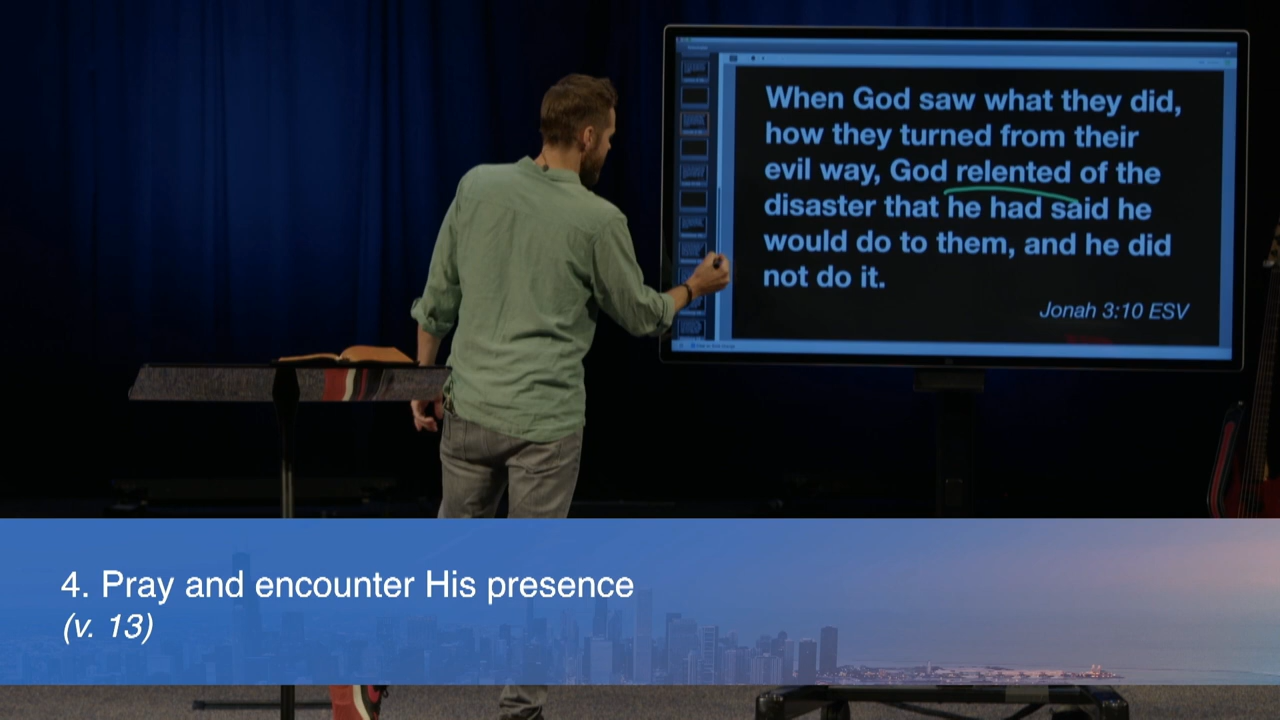 When God saw what they did,
how they turned from their
evil way, God relented of the
disaster that he had said he
would do to them, and he did
not do it.
Jonah 3:10 ESV
4. Pray and encounter His presence
(v. 13)